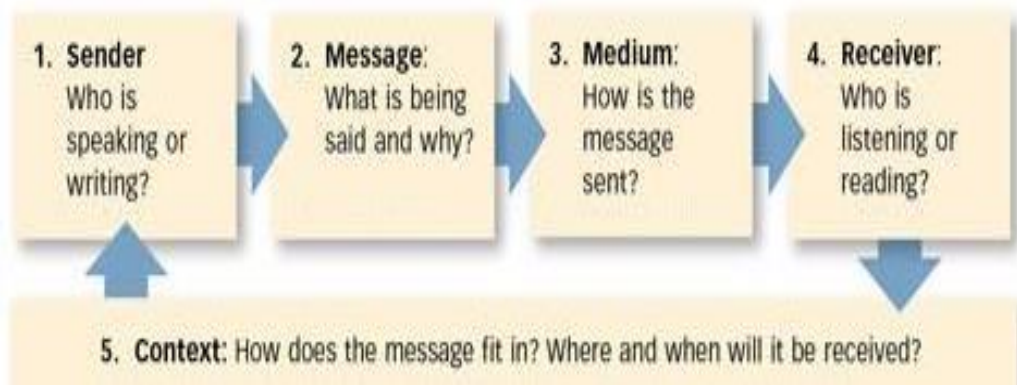 1. Sender
Who is
speaking or
writing?
2. Message:
What is being
said and why?
3. Medium:
How is the
message
sent?
4. Receiver:
Who is
listening or
reading?
5. Context: How does the message fit in? Where and when will it be received?